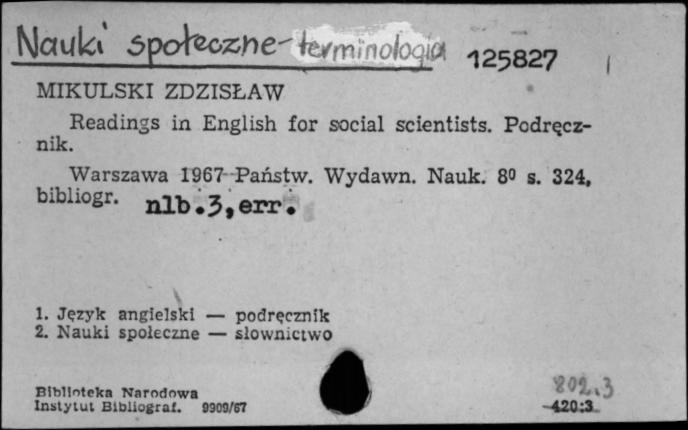 Nauki społeczne-terminologia 125827
MIKULSKI ZDZISŁAW
Readings in English for social scientists. Podręcz-
nik.
Warszawa 1967 Państw. Wydawn. Nauk. 8⁰ s. 324,
bibliogr. nlb.3, err.
1. Język angielski — podręcznik
2. Nauki społeczne — słownictwo
802.3
Biblioteka Narodowa
Instytut Bibliograf. 9909/67 420:3